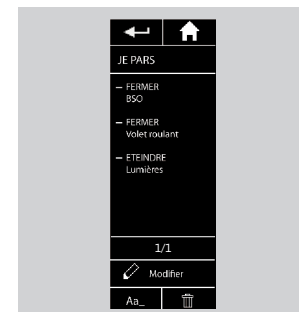 JE PARS
– FERMER
BSO
– FERMER
Volet roulant
– ETEINDRE
Lumières
1/1
Modifier
Aa_